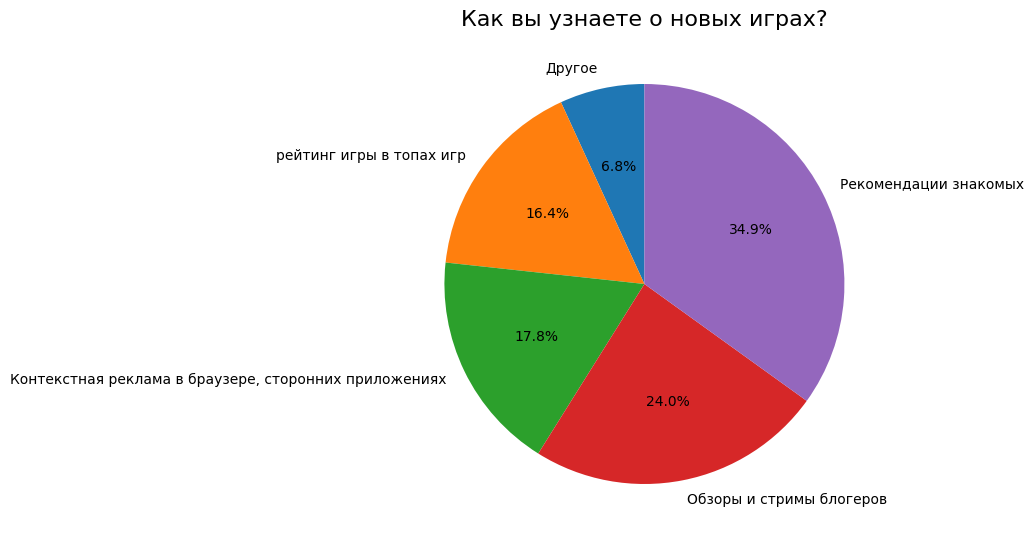 Как вы узнаете о новых играх?
Другое
6.8%
рейтинг игры в топах игр
16.4%
Рекомендации знакомых
34.9%
Контекстная реклама в браузере, сторонних приложениях
17.8%
24.0%
Обзоры и стримы блогеров